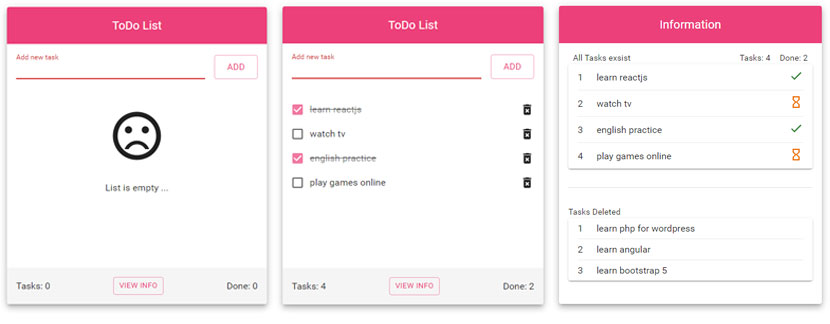 ToDo List
Add new task
ADD
List is empty ...
Tasks: 0
VIEW INFO
Done: 0
ToDo List
Add new task
ADD
learn reactjs
watch tv
english practice
play games online
Tasks: 4
VIEW INFO
Done: 2
Information
All Tasks exsist
Tasks: 4
Done: 2
1 learn reactjs
2 watch tv
3 english practice
4 play games online
Tasks Deleted
1 learn php for wordpress
2 learn angular
3 learn bootstrap 5